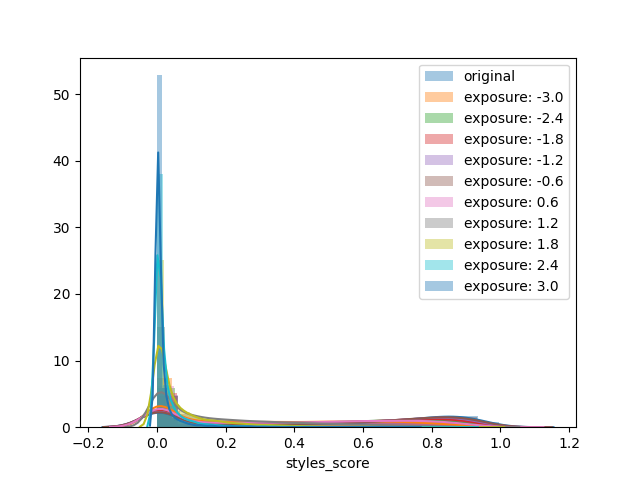 original
exposure: -3.0
exposure: -2.4
exposure: -1.8
exposure: -1.2
exposure: -0.6
exposure: 0.6
exposure: 1.2
exposure: 1.8
exposure: 2.4
exposure: 3.0
50
40
30
20
10
0
−0.2 0.0 0.2 0.4 0.6 0.8 1.0 1.2
styles_score